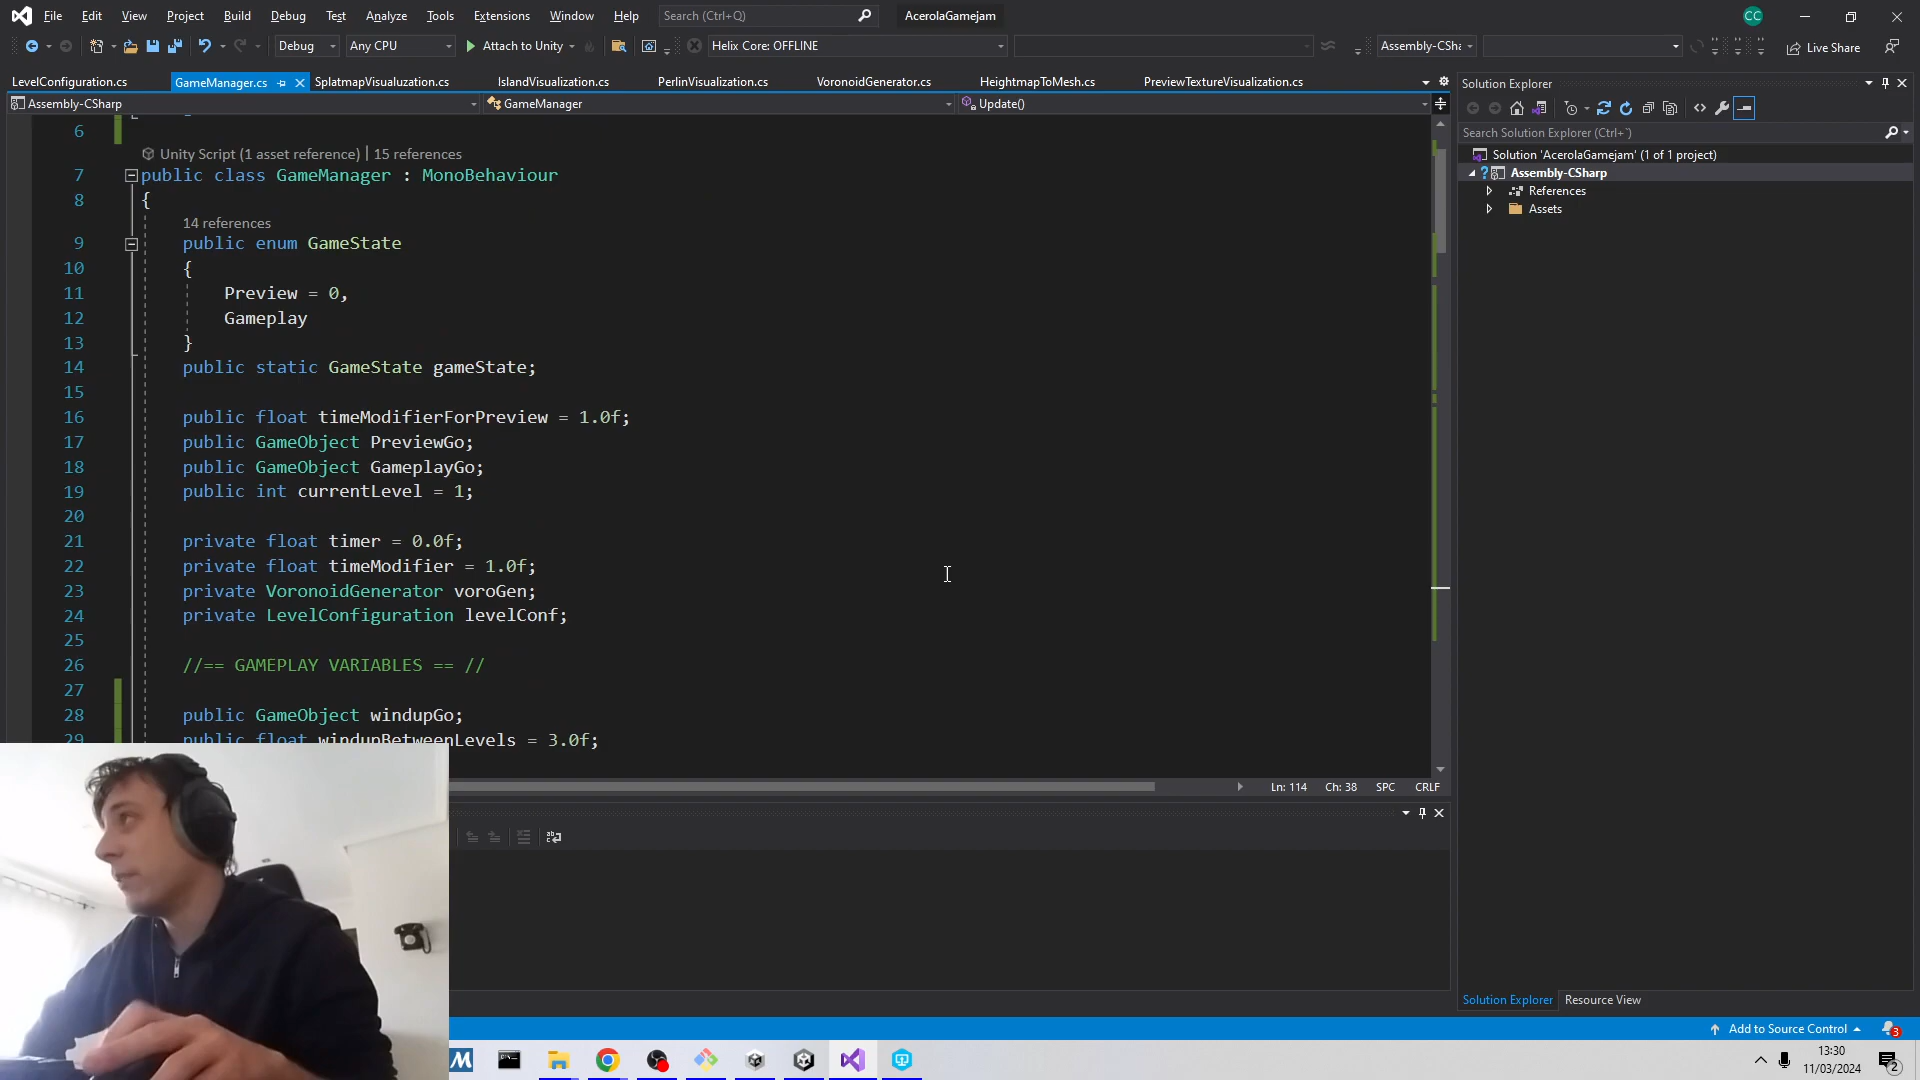 File Edit View Project Build Debug Test Analyze Tools Extensions Window Help Search (Ctrl+Q) AcerolaGamejam CC
Debug Any CPU Attach to Unity Helix Core: OFFLINE Assembly-CSha Live Share
LevelConfiguration.cs GameManager.cs SplatmapVisualuzation.cs IslandVisualization.cs PerlinVisualization.cs VoronoidGenerator.cs HeightmapToMesh.cs PreviewTextureVisualization.cs
Assembly-CSharp GameManager Update()
6
Unity Script (1 asset reference) | 15 references
7 public class GameManager : MonoBehaviour
8 {
14 references
9 public enum GameState
10 {
11 Preview = 0,
12 Gameplay
13 }
14 public static GameState gameState;
15
16 public float timeModifierForPreview = 1.0f;
17 public GameObject PreviewGo;
18 public GameObject GameplayGo;
19 public int currentLevel = 1;
20
21 private float timer = 0.0f;
22 private float timeModifier = 1.0f;
23 private VoronoidGenerator voroGen;
24 private LevelConfiguration levelConf;
25
26 //== GAMEPLAY VARIABLES == //
27
28 public GameObject windupGo;
29 public float windupBetweenLevels = 3.0f;
Ln: 114 Ch: 38 SPC CRLF
Solution Explorer
Search Solution Explorer (Ctrl+¨)
Solution 'AcerolaGamejam' (1 of 1 project)
Assembly-CSharp
References
Assets
Solution Explorer Resource View
Add to Source Control 3
13:30
11/03/2024
2